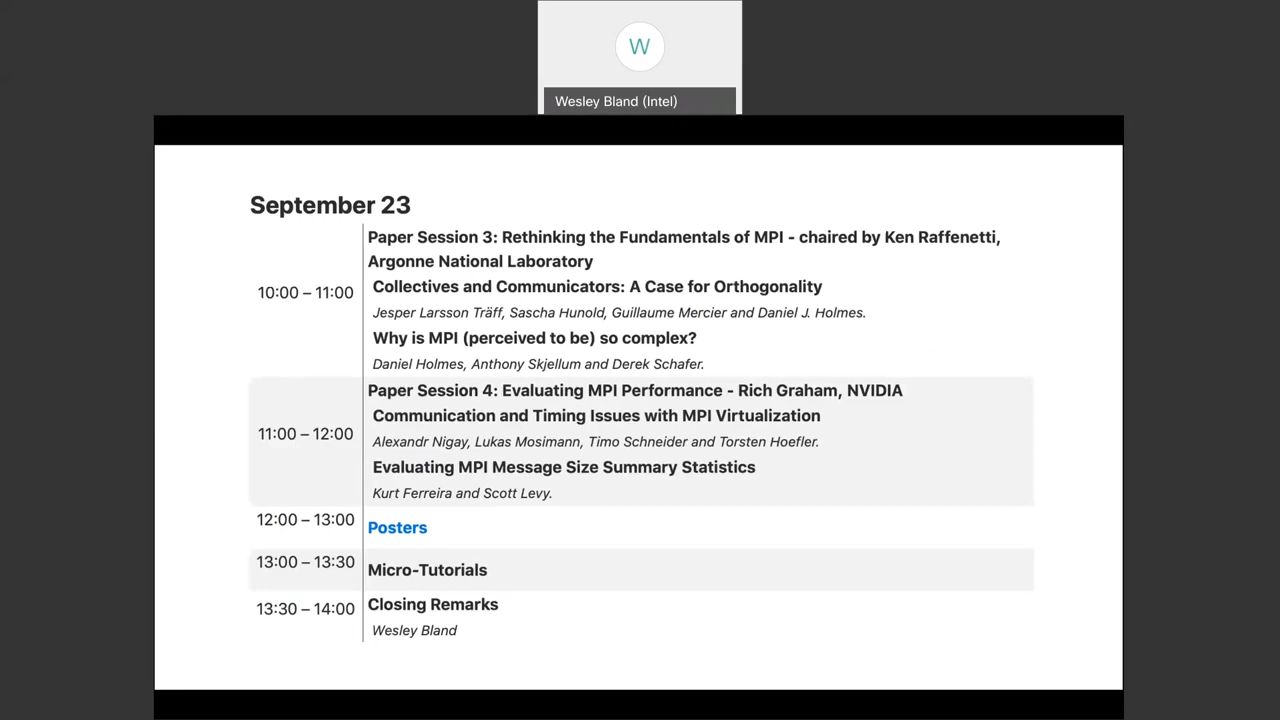 W
Wesley Bland (Intel)
September 23
10:00 – 11:00
Paper Session 3: Rethinking the Fundamentals of MPI - chaired by Ken Raffenetti,
Argonne National Laboratory
Collectives and Communicators: A Case for Orthogonality
Jesper Larsson Träff, Sascha Hunold, Guillaume Mercier and Daniel J. Holmes.
Why is MPI (perceived to be) so complex?
Daniel Holmes, Anthony Skjellum and Derek Schafer.
11:00 – 12:00
Paper Session 4: Evaluating MPI Performance - Rich Graham, NVIDIA
Communication and Timing Issues with MPI Virtualization
Alexandr Nigay, Lukas Mosimann, Timo Schneider and Torsten Hoefler.
Evaluating MPI Message Size Summary Statistics
Kurt Ferreira and Scott Levy.
12:00 – 13:00
Posters
13:00 – 13:30
Micro-Tutorials
13:30 – 14:00
Closing Remarks
Wesley Bland